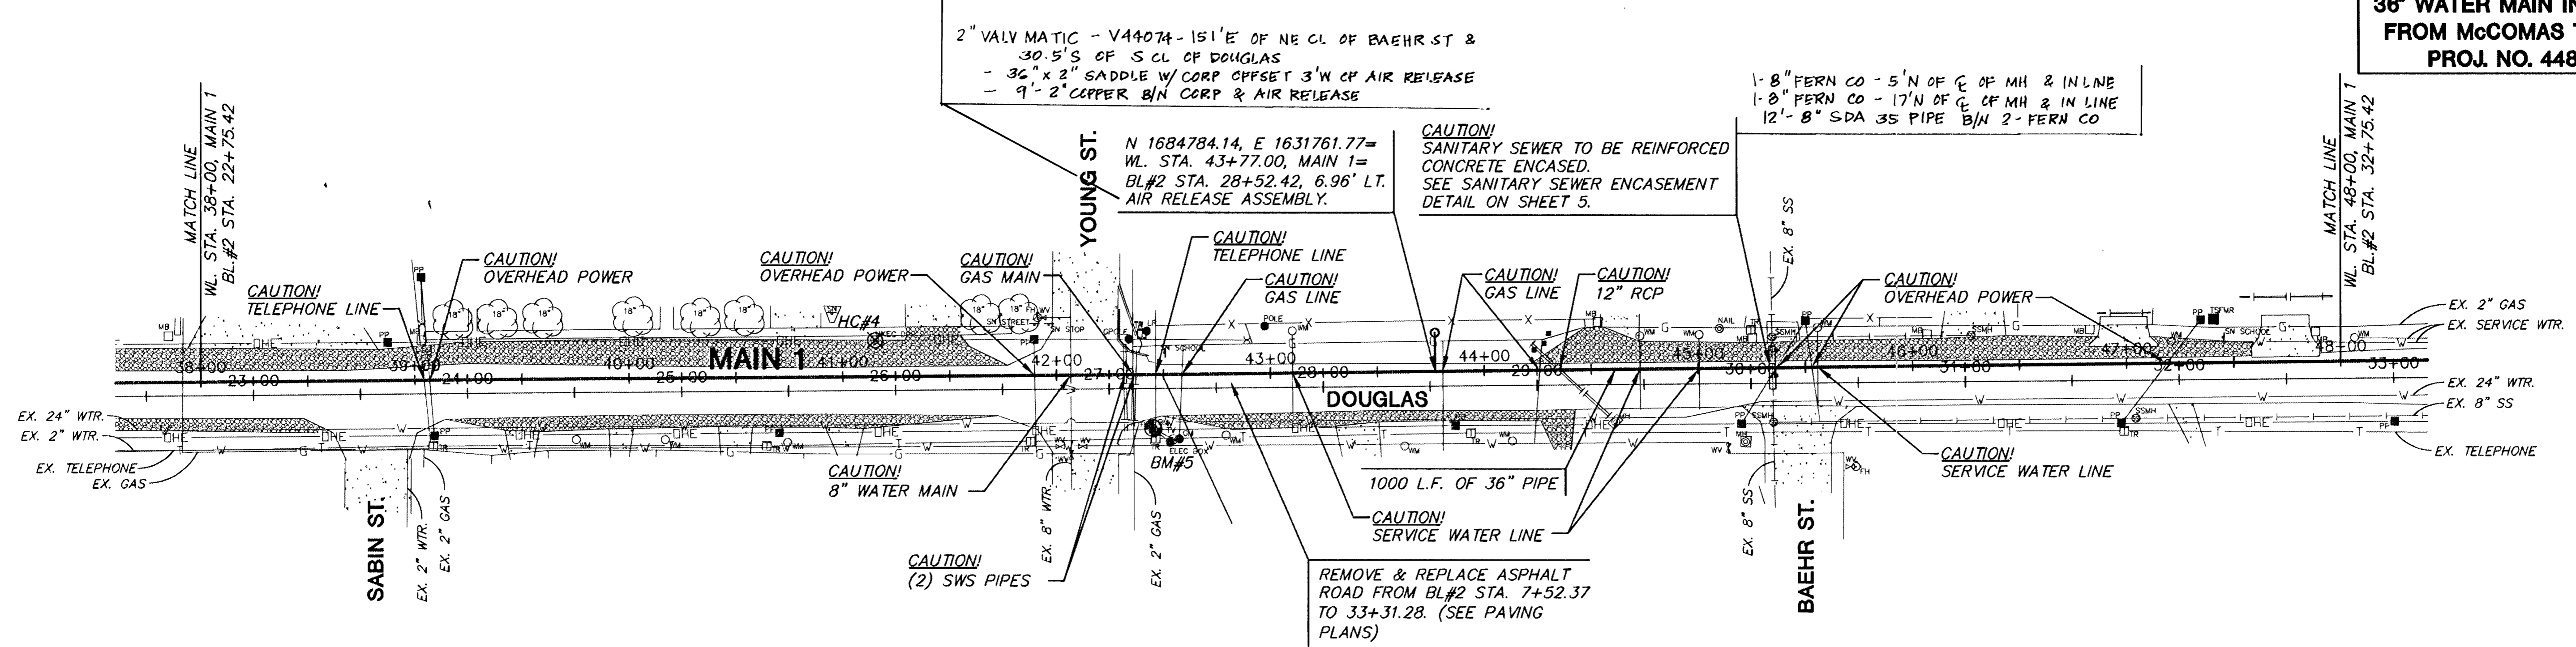 36" WATER MAIN IN
FROM McCOMAS T
PROJ. NO. 448
2" VALV MATIC - V44074 - 151'E OF NE CL OF BAEHR ST &
30.5'S OF S CL OF DOUGLAS
- 36" x 2" SADDLE W/ CORP OFFSET 3'W OF AIR RELEASE
- 9'- 2" COPPER B/N CORP & AIR RELEASE
1-8" FERN CO - 5'N OF ℄ OF MH & IN LINE
1-8" FERN CO - 17'N OF ℄ OF MH & IN LINE
12'- 8" SDA 35 PIPE B/N 2-FERN CO
MATCH LINE
WL. STA. 38+00, MAIN 1
BL.#2 STA. 22+75.42
YOUNG ST.
N 1684784.14, E 1631761.77=
WL. STA. 43+77.00, MAIN 1=
BL#2 STA. 28+52.42, 6.96' LT.
AIR RELEASE ASSEMBLY.
CAUTION!
SANITARY SEWER TO BE REINFORCED
CONCRETE ENCASED.
SEE SANITARY SEWER ENCASEMENT
DETAIL ON SHEET 5.
EX. 8" SS
MATCH LINE
WL. STA. 48+00, MAIN 1
BL.#2 STA. 32+75.42
CAUTION!
TELEPHONE LINE
CAUTION!
OVERHEAD POWER
CAUTION!
OVERHEAD POWER
CAUTION!
GAS MAIN
CAUTION!
TELEPHONE LINE
CAUTION!
GAS LINE
CAUTION!
GAS LINE
CAUTION!
12" RCP
CAUTION!
OVERHEAD POWER
EX. 2" GAS
EX. SERVICE WTR.
HC#4
POLE
NAIL
TSFMR
SN SCHOOL
SN STREET
SN STOP
38+00 39+00 40+00 41+00 42+00 43+00 44+00 45+00 46+00 47+00 48+00
MAIN 1
23+00 24+00 25+00 26+00 27+00 28+00 29+00 30+00 31+00 32+00 33+00
DOUGLAS
EX. 24" WTR.
EX. 2" WTR.
EX. TELEPHONE
EX. GAS
EX. 24" WTR.
EX. 8" SS
EX. TELEPHONE
ELEC BOX
BM#5
CAUTION!
8" WATER MAIN
1000 L.F. OF 36" PIPE
CAUTION!
SERVICE WATER LINE
CAUTION!
SERVICE WATER LINE
SABIN ST.
EX. 2" WTR.
EX. 2" GAS
EX. 8" WTR.
EX. 2" GAS
EX. 8" SS
BAEHR ST.
CAUTION!
(2) SWS PIPES
REMOVE & REPLACE ASPHALT
ROAD FROM BL#2 STA. 7+52.37
TO 33+31.28. (SEE PAVING
PLANS)